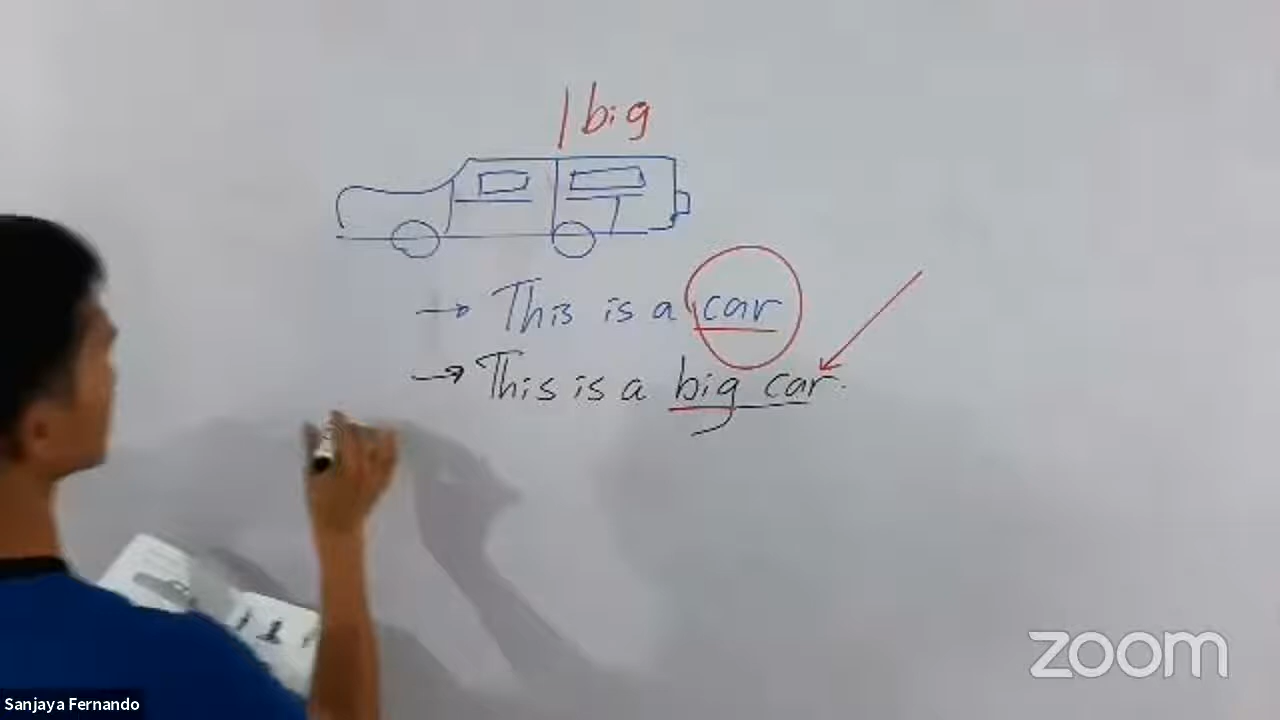 big
→ This is a car
→ This is a big car.
zoom
Sanjaya Fernando